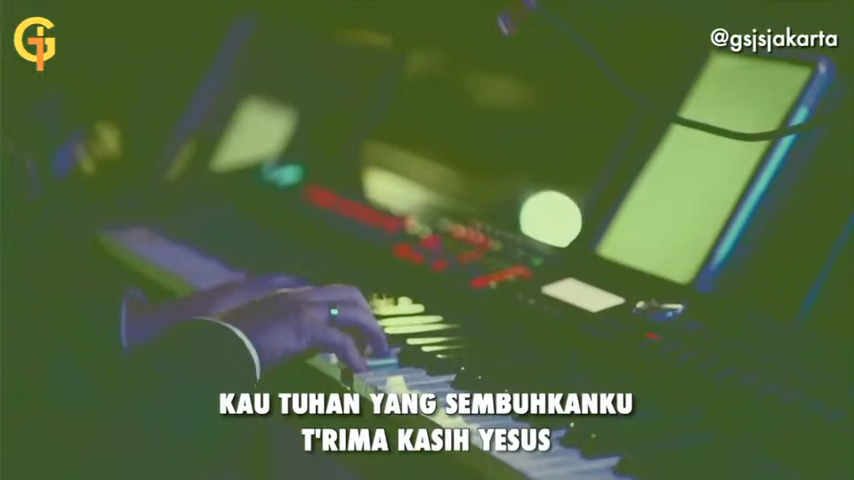 @gsjsjakarta
KAU TUHAN YANG SEMBUHKANKU
T'RIMA KASIH YESUS